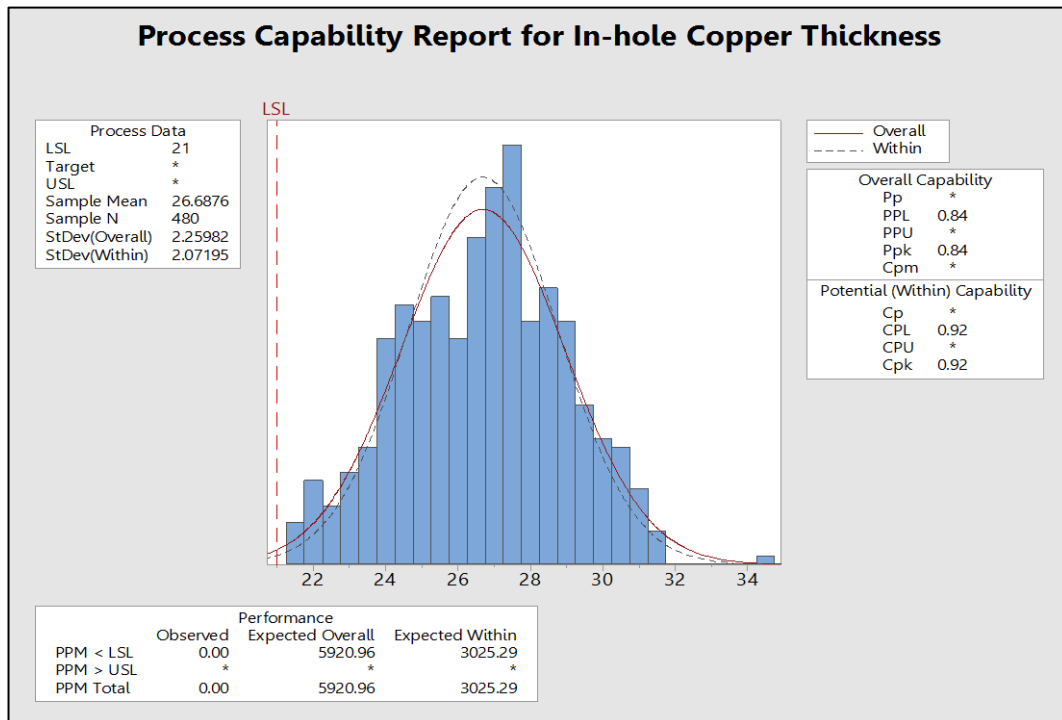 Process Capability Report for In-hole Copper Thickness
LSL
Process Data
LSL 21
Target *
USL *
Sample Mean 26.6876
Sample N 480
StDev(Overall) 2.25982
StDev(Within) 2.07195
Overall
Within
Overall Capability
Pp *
PPL 0.84
PPU *
Ppk 0.84
Cpm *
Potential (Within) Capability
Cp *
CPL 0.92
CPU *
Cpk 0.92
22 24 26 28 30 32 34
Performance
Observed Expected Overall Expected Within
PPM < LSL 0.00 5920.96 3025.29
PPM > USL * * *
PPM Total 0.00 5920.96 3025.29